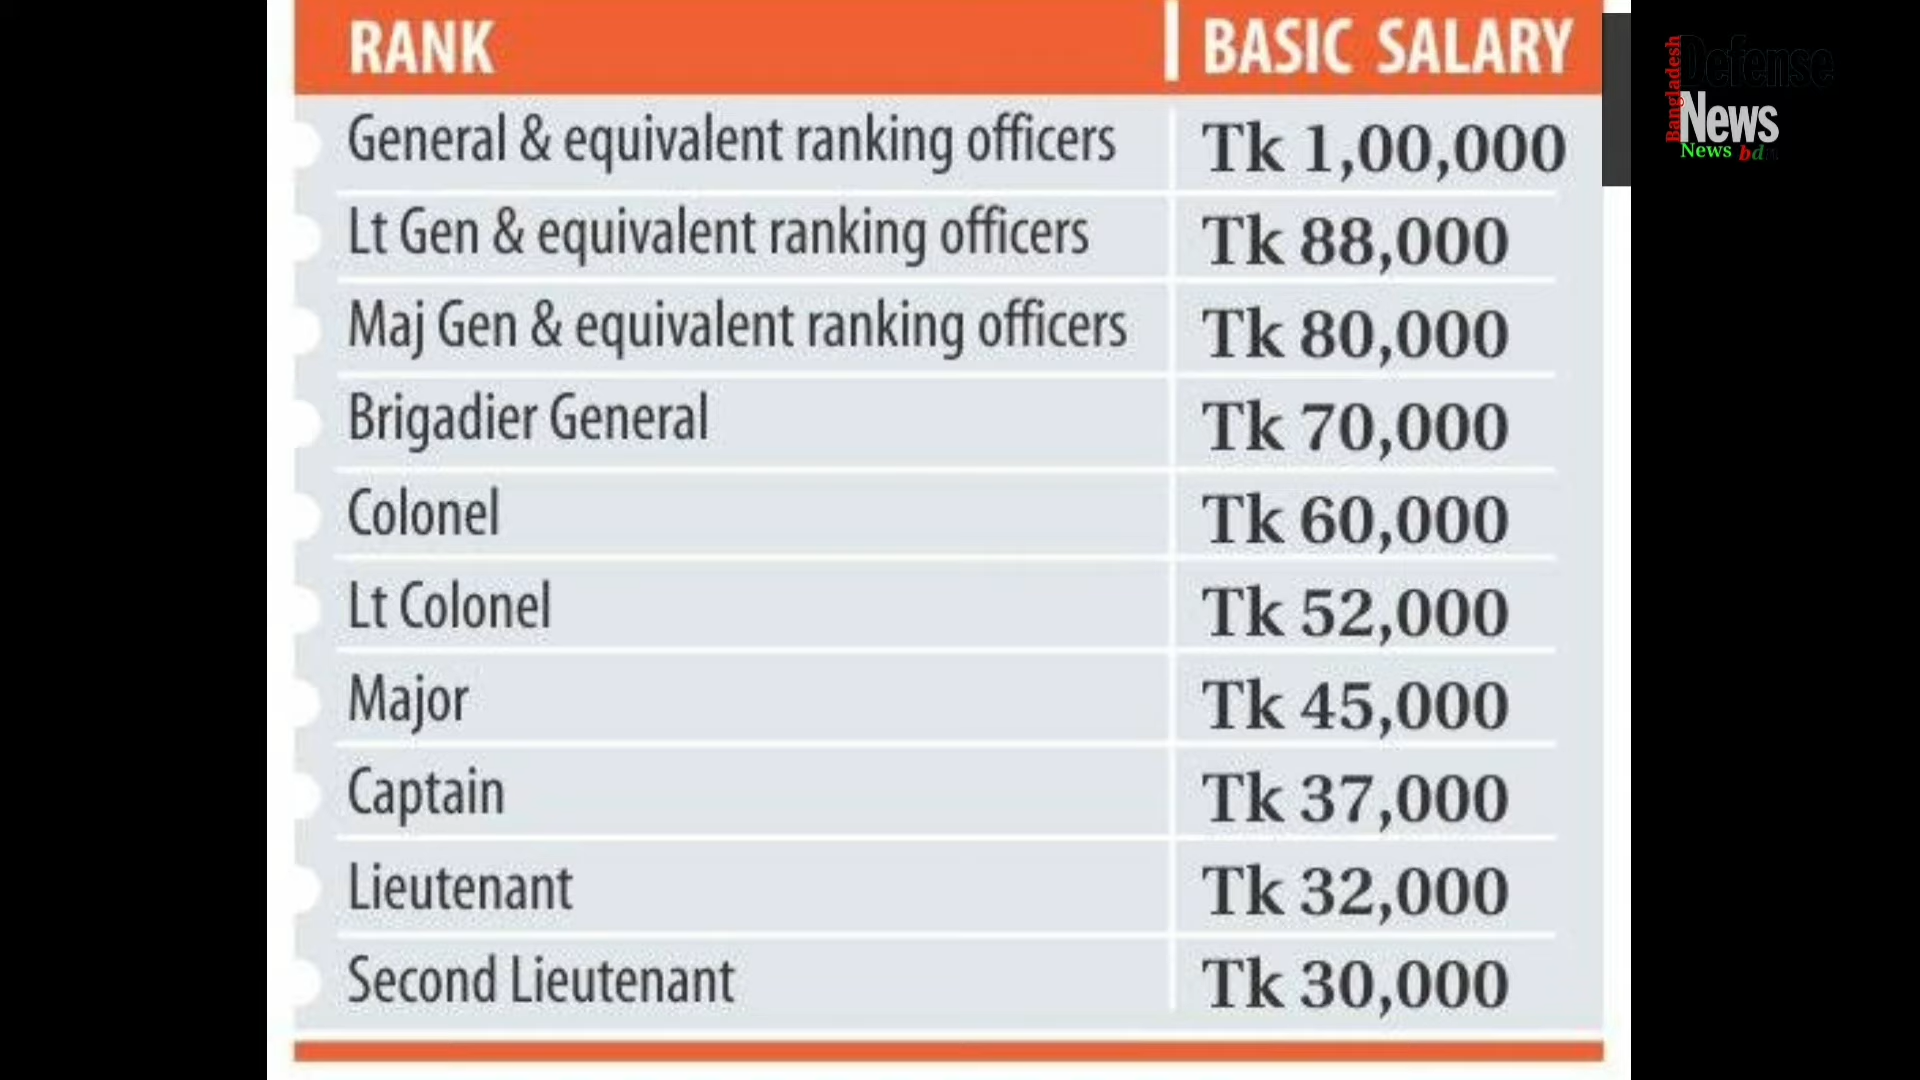 RANK BASIC SALARY
General & equivalent ranking officers Tk 1,00,000
Lt Gen & equivalent ranking officers Tk 88,000
Maj Gen & equivalent ranking officers Tk 80,000
Brigadier General Tk 70,000
Colonel Tk 60,000
Lt Colonel Tk 52,000
Major Tk 45,000
Captain Tk 37,000
Lieutenant Tk 32,000
Second Lieutenant Tk 30,000
Bangladesh
Defense
News
News bd